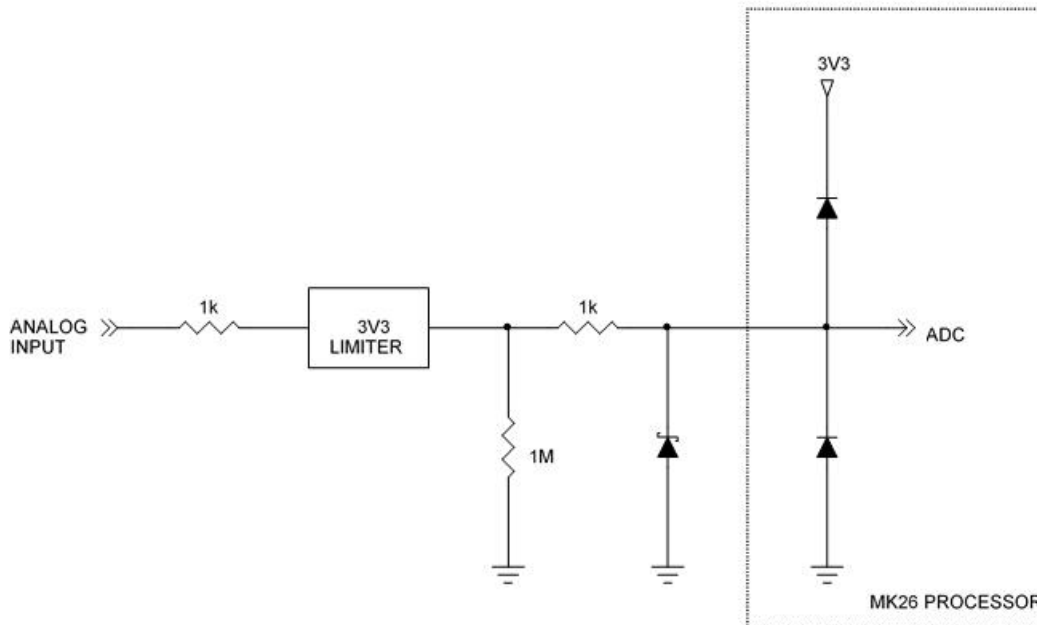 3V3
1k
1k
ANALOG
INPUT
3V3
LIMITER
ADC
1M
MK26 PROCESSOR